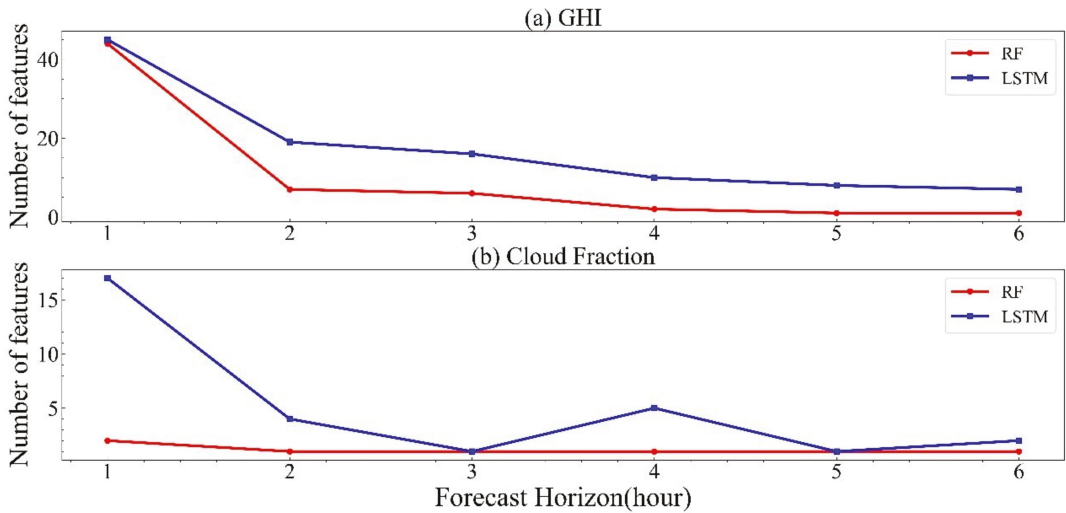 (a) GHI
Number of features
40
20
0
RF
LSTM
1 2 3 4 5 6
(b) Cloud Fraction
Number of features
15
10
5
RF
LSTM
1 2 3 4 5 6
Forecast Horizon(hour)